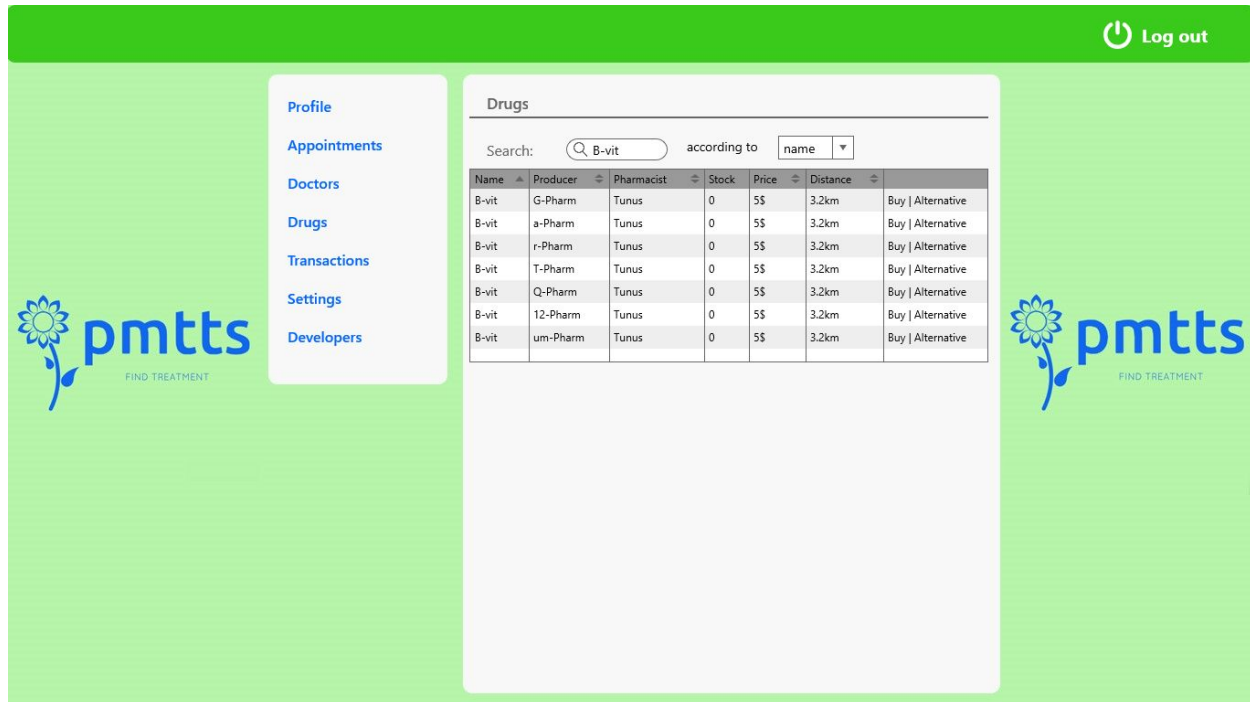 Log out
Profile
Appointments
Doctors
Drugs
Transactions
Settings
Developers
pmtts
FIND TREATMENT
Drugs
Search: B-vit according to name
Name Producer Pharmacist Stock Price Distance
B-vit G-Pharm Tunus 0 5$ 3.2km Buy | Alternative
B-vit a-Pharm Tunus 0 5$ 3.2km Buy | Alternative
B-vit r-Pharm Tunus 0 5$ 3.2km Buy | Alternative
B-vit T-Pharm Tunus 0 5$ 3.2km Buy | Alternative
B-vit Q-Pharm Tunus 0 5$ 3.2km Buy | Alternative
B-vit 12-Pharm Tunus 0 5$ 3.2km Buy | Alternative
B-vit um-Pharm Tunus 0 5$ 3.2km Buy | Alternative
pmtts
FIND TREATMENT